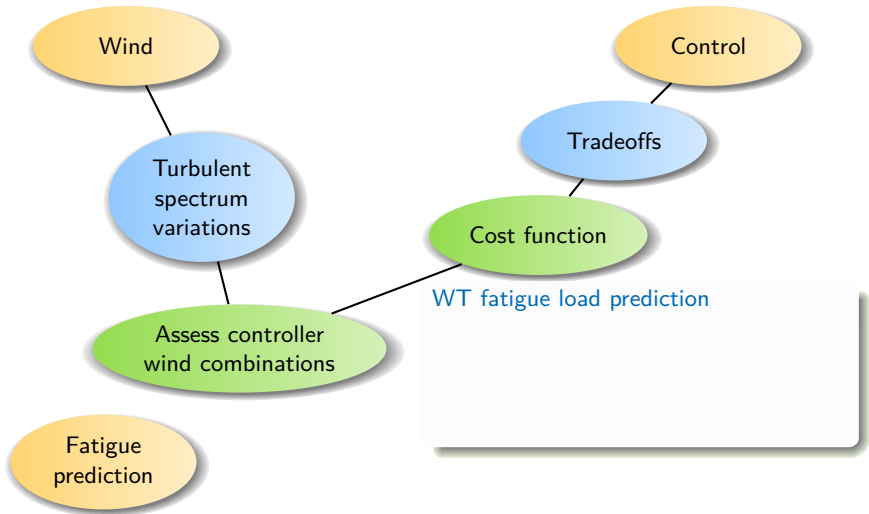 Wind
Control
Tradeoffs
Turbulent
spectrum
variations
Cost function
WT fatigue load prediction
Assess controller
wind combinations
Fatigue
prediction